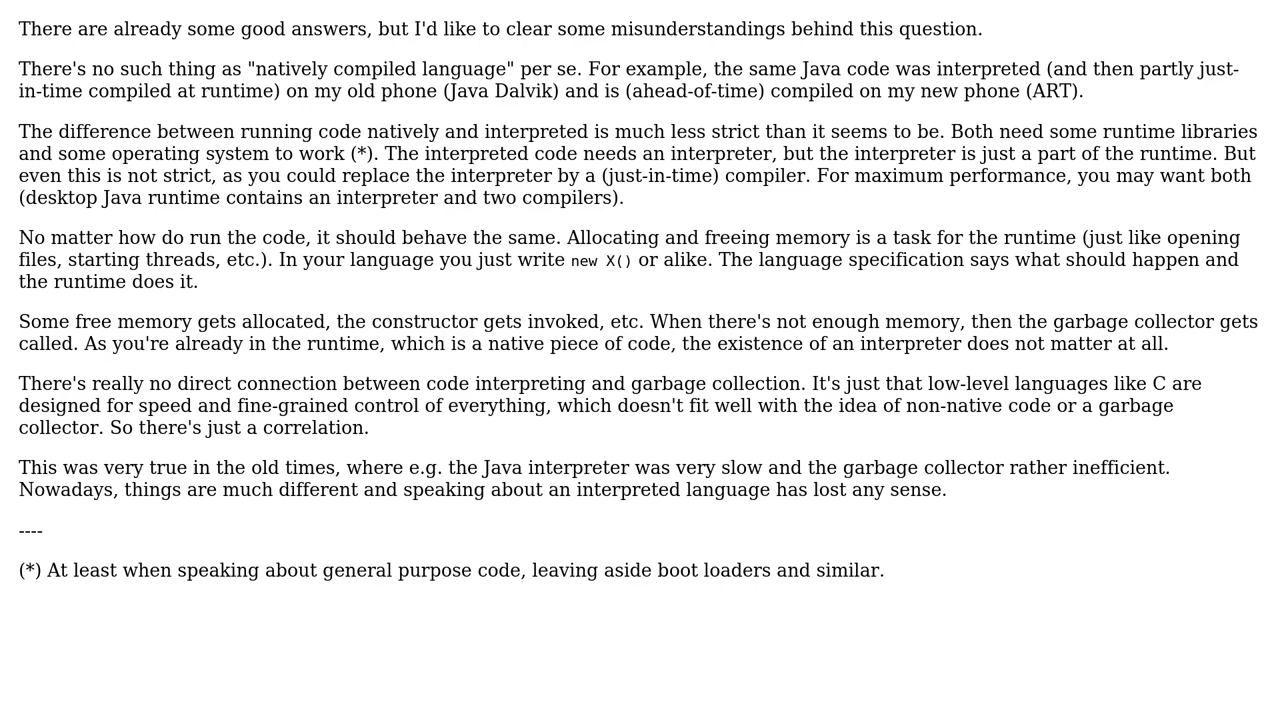 There are already some good answers, but I'd like to clear some misunderstandings behind this question.
There's no such thing as "natively compiled language" per se. For example, the same Java code was interpreted (and then partly just-
in-time compiled at runtime) on my old phone (Java Dalvik) and is (ahead-of-time) compiled on my new phone (ART).
The difference between running code natively and interpreted is much less strict than it seems to be. Both need some runtime libraries
and some operating system to work (*). The interpreted code needs an interpreter, but the interpreter is just a part of the runtime. But
even this is not strict, as you could replace the interpreter by a (just-in-time) compiler. For maximum performance, you may want both
(desktop Java runtime contains an interpreter and two compilers).
No matter how do run the code, it should behave the same. Allocating and freeing memory is a task for the runtime (just like opening
files, starting threads, etc.). In your language you just write new X() or alike. The language specification says what should happen and
the runtime does it.
Some free memory gets allocated, the constructor gets invoked, etc. When there's not enough memory, then the garbage collector gets
called. As you're already in the runtime, which is a native piece of code, the existence of an interpreter does not matter at all.
There's really no direct connection between code interpreting and garbage collection. It's just that low-level languages like C are
designed for speed and fine-grained control of everything, which doesn't fit well with the idea of non-native code or a garbage
collector. So there's just a correlation.
This was very true in the old times, where e.g. the Java interpreter was very slow and the garbage collector rather inefficient.
Nowadays, things are much different and speaking about an interpreted language has lost any sense.
----
(*) At least when speaking about general purpose code, leaving aside boot loaders and similar.